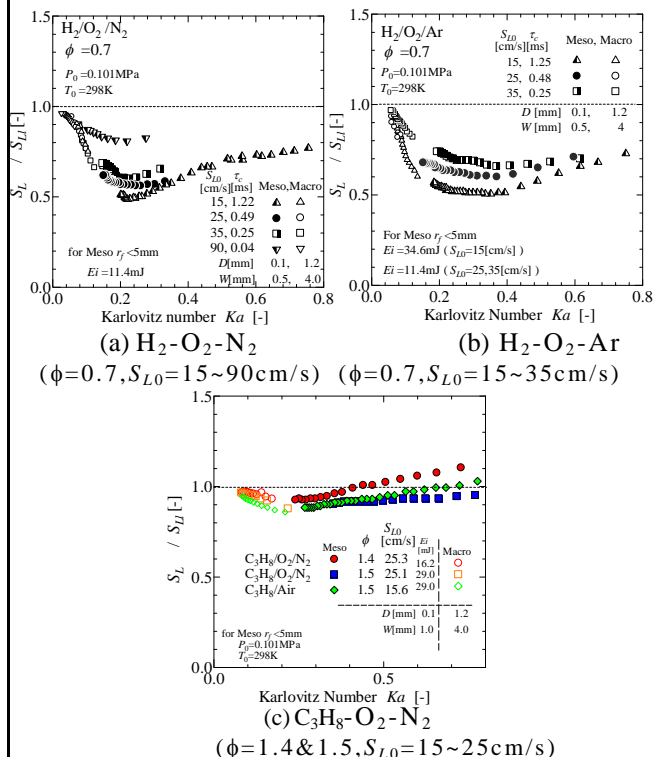 H2/O2/N2
ϕ=0.7
P0=0.101MPa
T0=298K
1.0
0.5
0.0
0.0 0.2 0.4 0.6 0.8
SL / SLl [-]
SL0 τc
[cm/s][ms] Meso, Macro
15, 1.22
25, 0.49
35, 0.25
90, 0.04
D[mm] 0.1, 1.2
W[mm] 0.5, 4.0
for Meso rf<5mm
Ei=11.4mJ
Karlovitz number Ka [-]
(a) H2-O2-N2
(ϕ=0.7,SL0=15~90cm/s)
H2/O2/Ar
ϕ=0.7
P0=0.101MPa
T0=298K
1.0
0.5
0.0
0.0 0.2 0.4 0.6 0.8
SL / SLl [-]
SL0 τc
[cm/s][ms] Meso, Macro
15, 1.25
25, 0.48
35, 0.25
D [mm] 0.1, 1.2
W [mm] 0.5, 4
For Meso rf<5mm
Ei=34.6mJ ( SL0=15[cm/s] )
Ei=11.4mJ ( SL0=25,35[cm/s] )
Karlovitz number Ka [-]
(b) H2-O2-Ar
(ϕ=0.7,SL0=15~35cm/s)
1.5
1.0
0.5
0.0
0.5
SL / SLl [-]
Meso ϕ SL0 [cm/s] Ei [mJ] Macro
C3H8/O2/N2 1.4 25.3 16.2
C3H8/O2/N2 1.5 25.1 29.0
C3H8/Air 1.5 15.6 29.0
D [mm] 0.1 1.2
W[mm] 1.0 4.0
for Meso rf<5mm
P0=0.101MPa
T0=298K
Karlovitz Number Ka [-]
(c) C3H8-O2-N2
(ϕ=1.4&1.5,SL0=15~25cm/s)